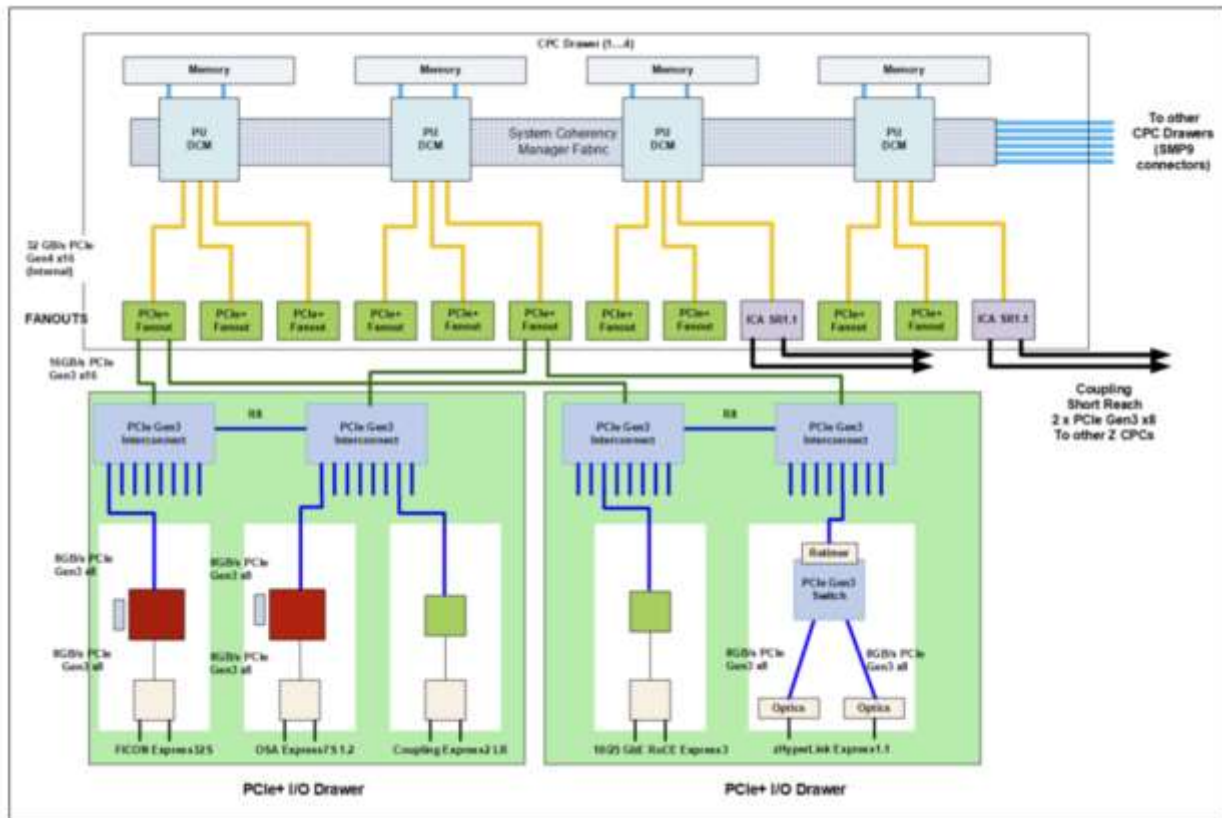 CPC Drawer (1...4)
Memory
Memory
Memory
Memory
PU
DCM
PU
DCM
System Coherency
Manager Fabric
PU
DCM
PU
DCM
To other
CPC Drawers
(SMP9
connectors)
32 GB/s PCIe
Gen4 x16
(Internal)
FANOUTS
PCIe+
Fanout
PCIe+
Fanout
PCIe+
Fanout
PCIe+
Fanout
PCIe+
Fanout
PCIe+
Fanout
PCIe+
Fanout
PCIe+
Fanout
ICA SR1.1
PCIe+
Fanout
PCIe+
Fanout
ICA SR1.1
16GB/s PCIe
Gen3 x16
Coupling
Short Reach
2 x PCIe Gen3 x8
To other Z CPCs
PCIe Gen3
Interconnect
RII
PCIe Gen3
Interconnect
PCIe Gen3
Interconnect
RII
PCIe Gen3
Interconnect
8GB/s PCIe
Gen3 x8
8GB/s PCIe
Gen3 x8
Retimer
PCIe Gen3
Switch
8GB/s PCIe
Gen3 x8
8GB/s PCIe
Gen3 x8
8GB/s PCIe
Gen3 x8
8GB/s PCIe
Gen3 x8
Optics
Optics
FICON Express32S
OSA Express7S 1.2
Coupling Express2 LR
10/25 GbE RoCE Express3
zHyperLink Express1.1
PCIe+ I/O Drawer
PCIe+ I/O Drawer